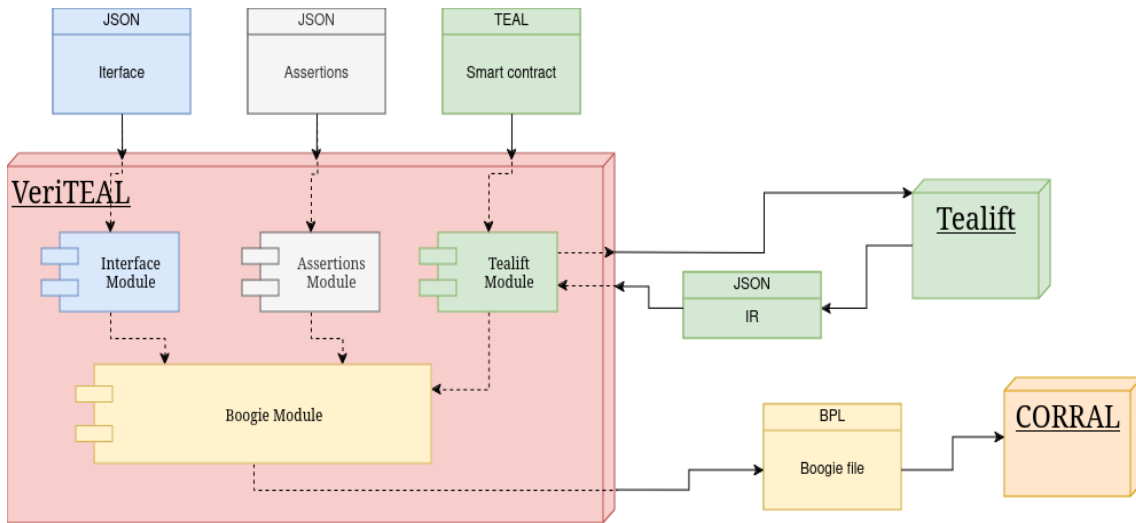 JSON
Iterface
JSON
Assertions
TEAL
Smart contract
VeriTEAL
Interface
Module
Assertions
Module
Tealift
Module
Tealift
JSON
IR
Boogie Module
BPL
Boogie file
CORRAL